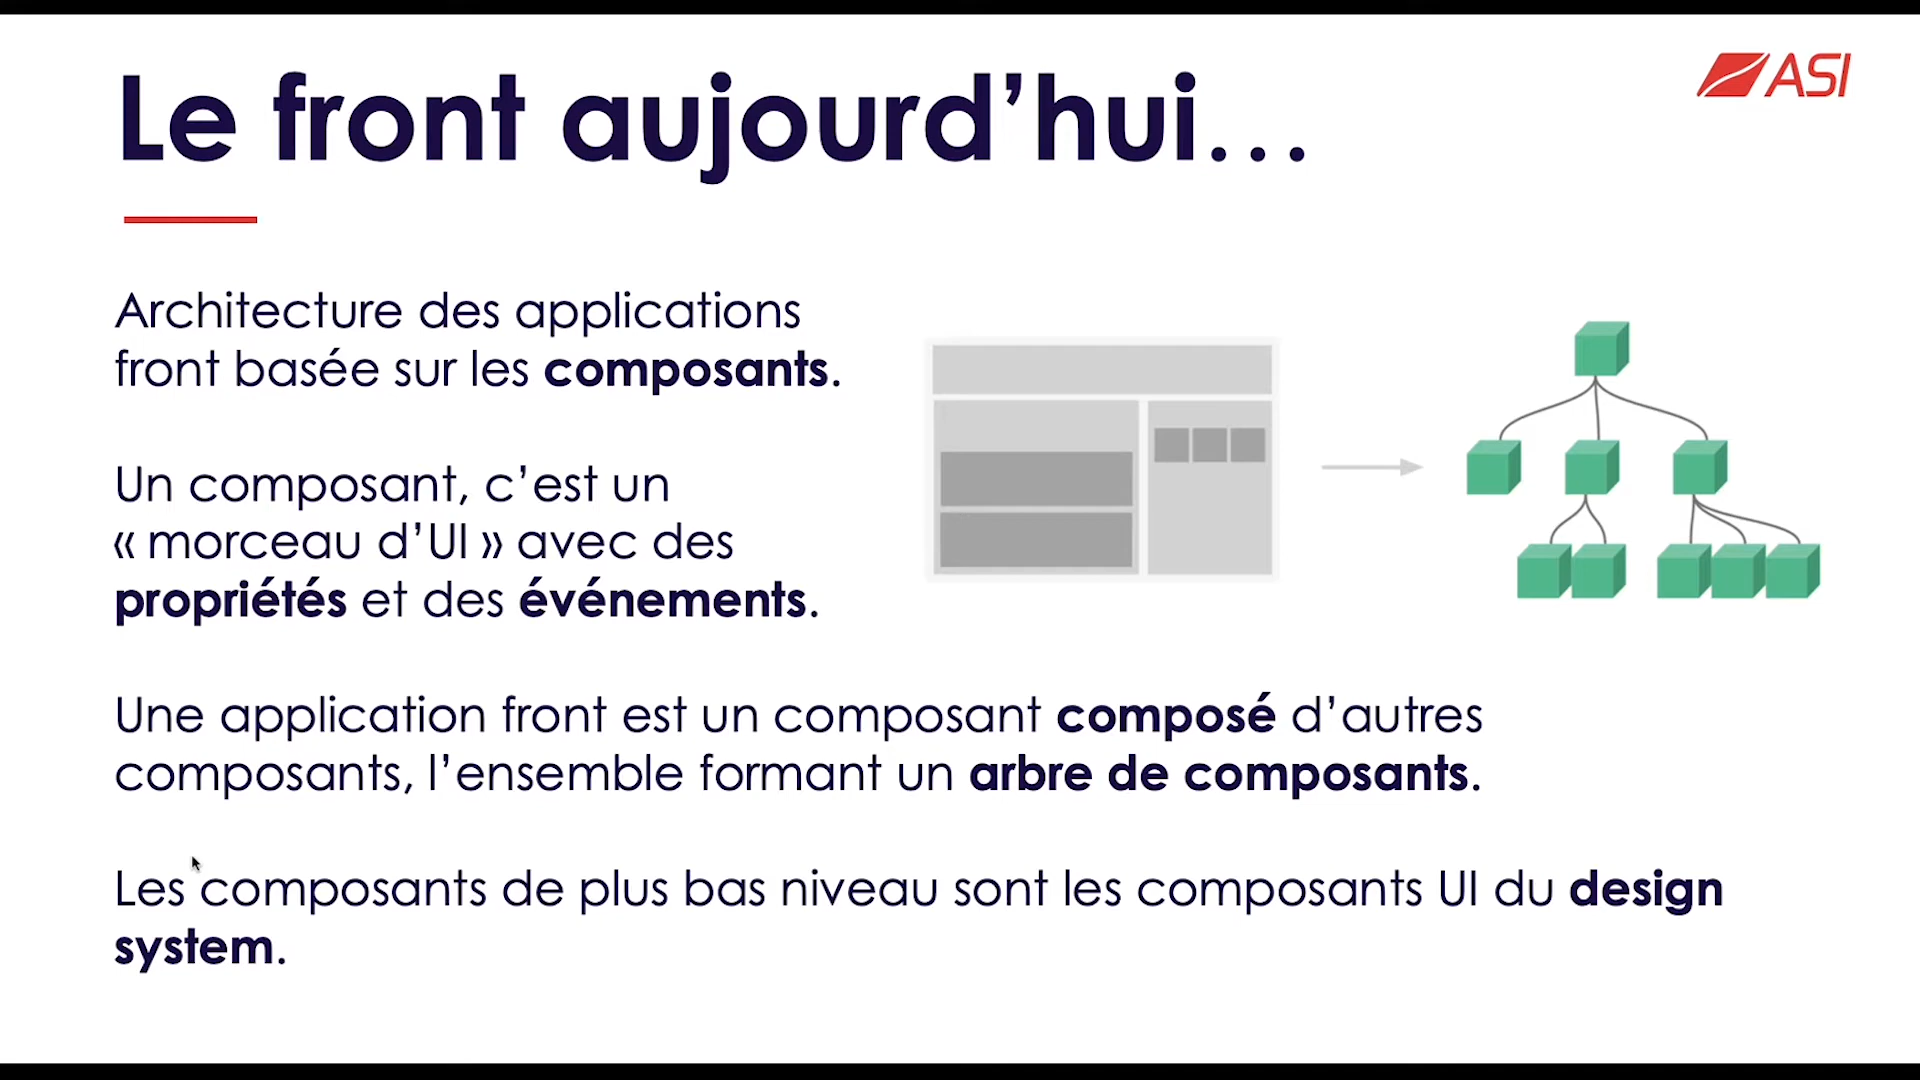 Le front aujourd’hui…
ASI
Architecture des applications
front basée sur les composants.
Un composant, c’est un
« morceau d’UI » avec des
propriétés et des événements.
Une application front est un composant composé d’autres
composants, l’ensemble formant un arbre de composants.
Les composants de plus bas niveau sont les composants UI du design
system.